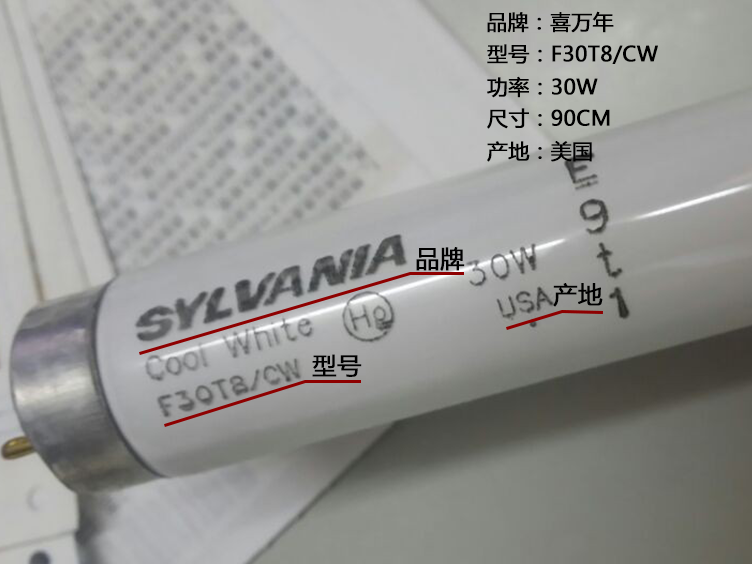 品牌：喜万年
型号：F30T8/CW
功率：30W
尺寸：90CM
产地：美国
SYLVANIA
品牌
30W
Cool White
Hg
USA
产地
F30T8/CW
型号
E
g
t
1